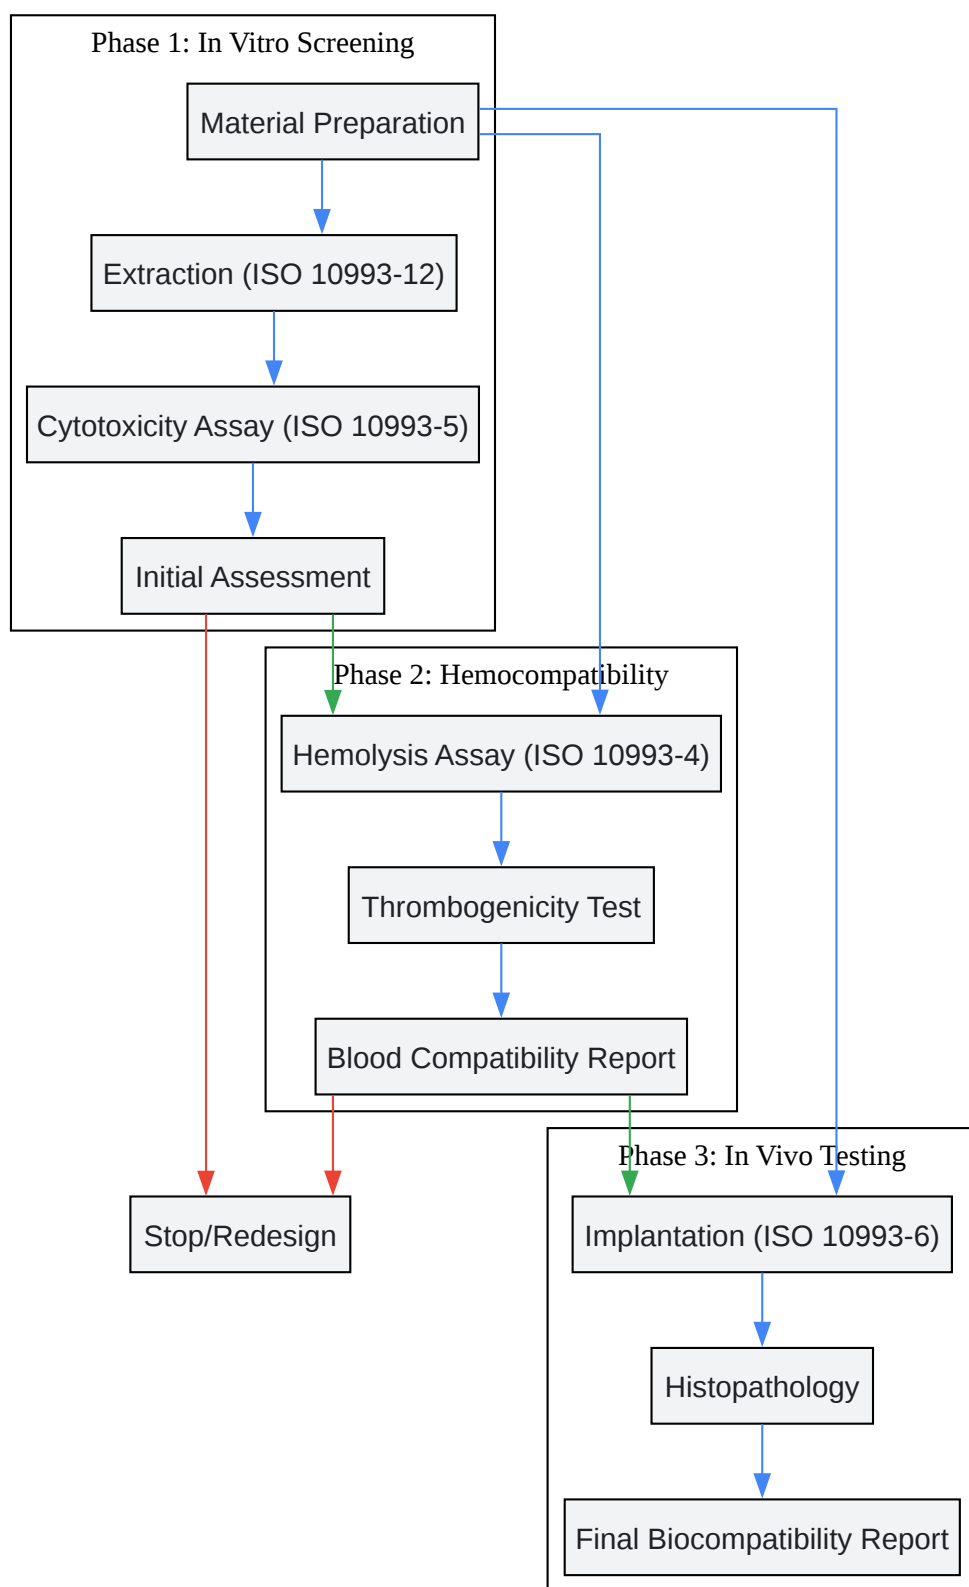 Phase 1: In Vitro Screening
Material Preparation
Extraction (ISO 10993-12)
Cytotoxicity Assay (ISO 10993-5)
Initial Assessment
Phase 2: Hemocompatibility
Hemolysis Assay (ISO 10993-4)
Thrombogenicity Test
Blood Compatibility Report
Phase 3: In Vivo Testing
Stop/Redesign
Implantation (ISO 10993-6)
Histopathology
Final Biocompatibility Report